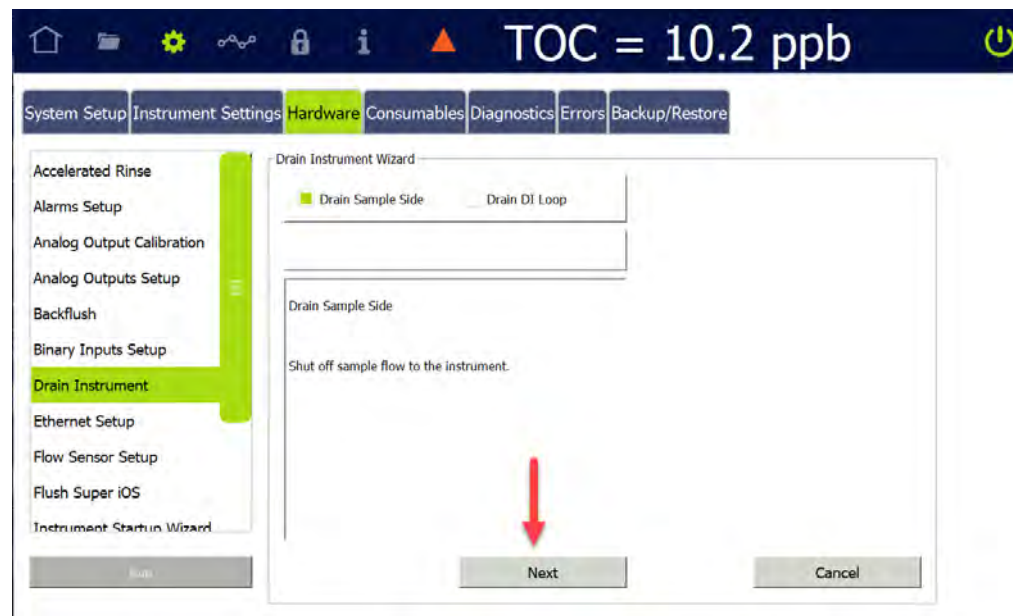 TOC = 10.2 ppb
System Setup Instrument Settings Hardware Consumables Diagnostics Errors Backup/Restore
Accelerated Rinse
Alarms Setup
Analog Output Calibration
Analog Outputs Setup
Backflush
Binary Inputs Setup
Drain Instrument
Ethernet Setup
Flow Sensor Setup
Flush Super iOS
Instrument Startup Wizard
Drain Instrument Wizard
Drain Sample Side Drain DI Loop
Drain Sample Side
Shut off sample flow to the instrument.
Next Cancel